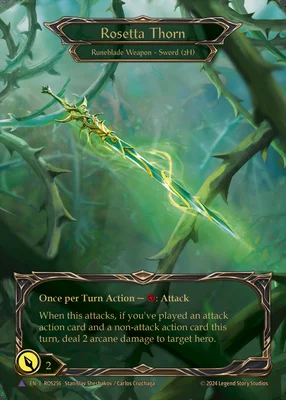 Rosetta Thorn
Runeblade Weapon - Sword (2H)
Once per Turn Action — : Attack
When this attacks, if you've played an attack
action card and a non-attack action card this
turn, deal 2 arcane damage to target hero.
2
EN ROS256 Stanislav Sheshakov / Carlos Cruchaga
© 2024 Legend Story Studios